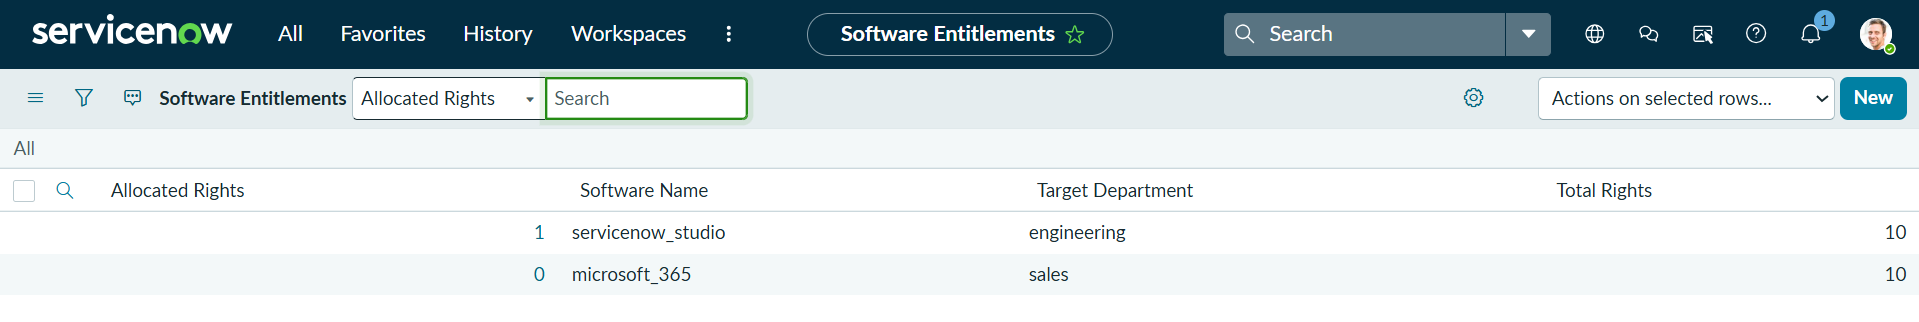 servicenow All Favorites History Workspaces Software Entitlements Search 1
Software Entitlements Allocated Rights Search Actions on selected rows... New
All
Allocated Rights Software Name Target Department Total Rights
1 servicenow_studio engineering 10
0 microsoft_365 sales 10